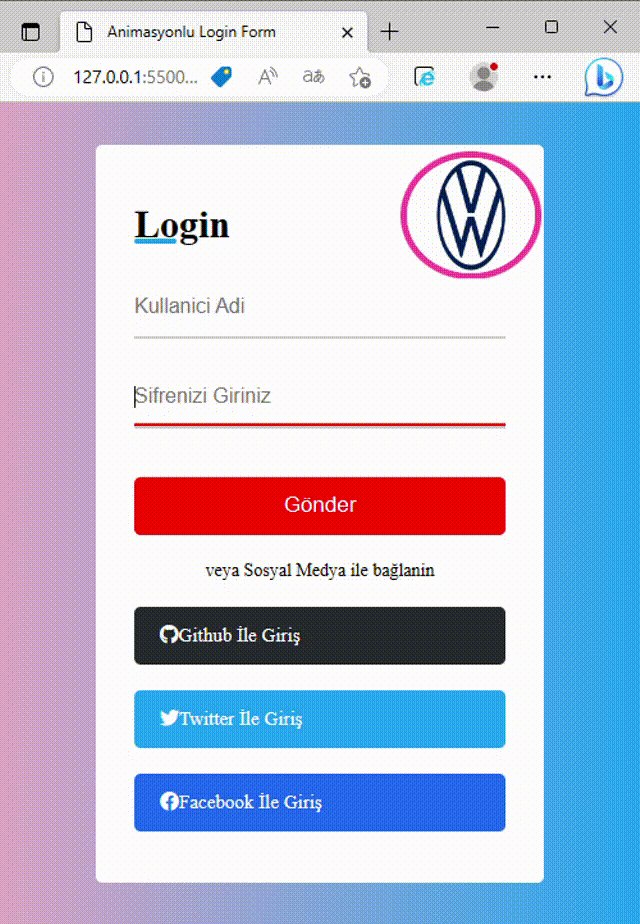 Animasyonlu Login Form
127.0.0.1:5500...
Login
Kullanici Adi
Sifrenizi Giriniz
Gönder
veya Sosyal Medya ile bağlanin
Github İle Giriş
Twitter İle Giriş
Facebook İle Giriş